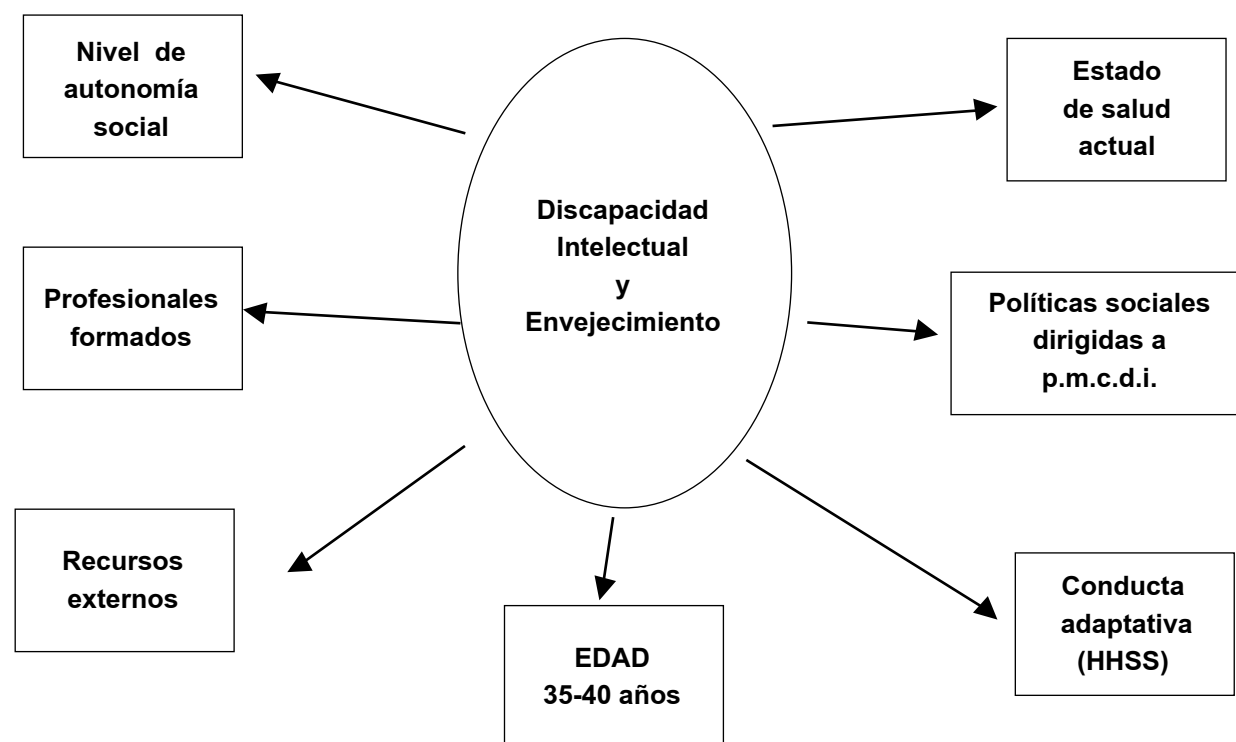 Nivel de
autonomía
social
Estado
de salud
actual
Discapacidad
Intelectual
y
Envejecimiento
Profesionales
formados
Políticas sociales
dirigidas a
p.m.c.d.i.
Recursos
externos
EDAD
35-40 años
Conducta
adaptativa
(HHSS)